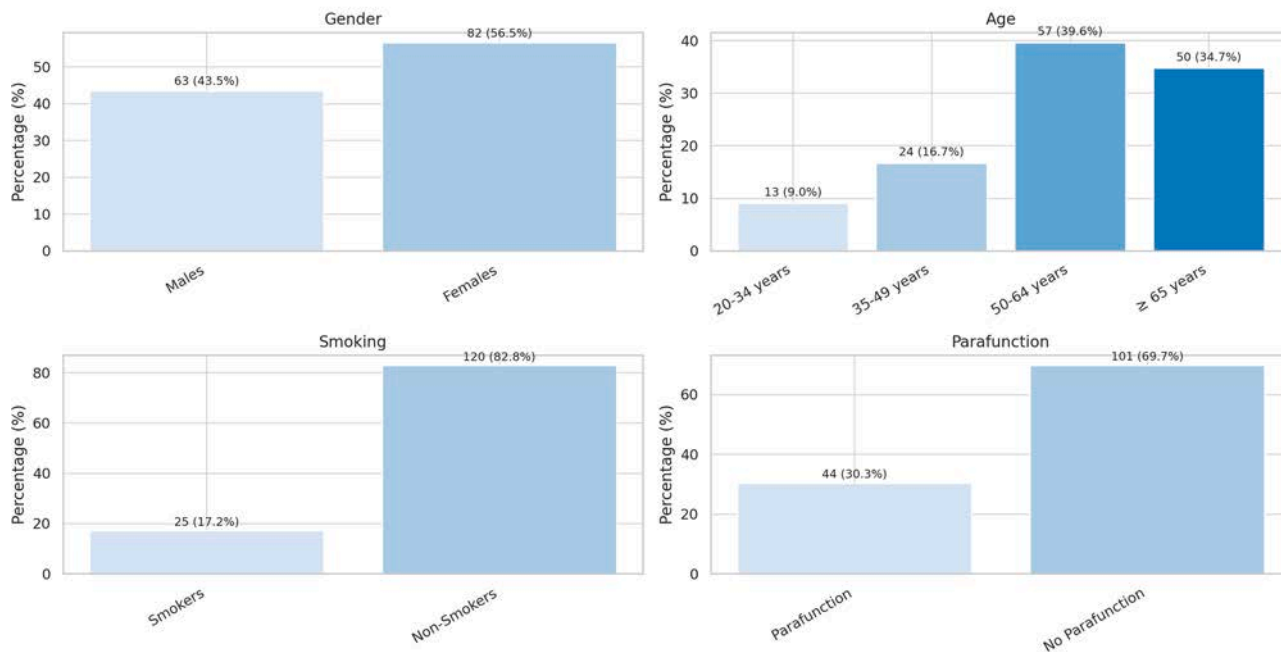 Gender
Percentage (%)
50
40
30
20
10
0
63 (43.5%)
82 (56.5%)
Males
Females
Age
Percentage (%)
40
30
20
10
0
13 (9.0%)
24 (16.7%)
57 (39.6%)
50 (34.7%)
20-34 years
35-49 years
50-64 years
≥ 65 years
Smoking
Percentage (%)
80
60
40
20
0
25 (17.2%)
120 (82.8%)
Smokers
Non-Smokers
Parafunction
Percentage (%)
60
40
20
0
44 (30.3%)
101 (69.7%)
Parafunction
No Parafunction